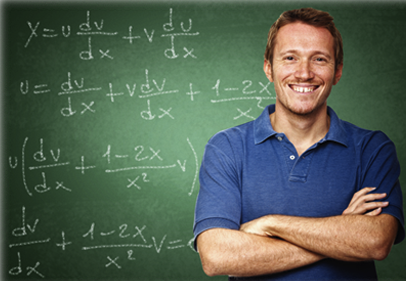 Y=u dv/dx + v du/dx
u = dv/dx + v dv/dx + 1-2x/x²
u(dv/dx + 1-2x/x² v)
dv/dx + 1-2x/x² v =